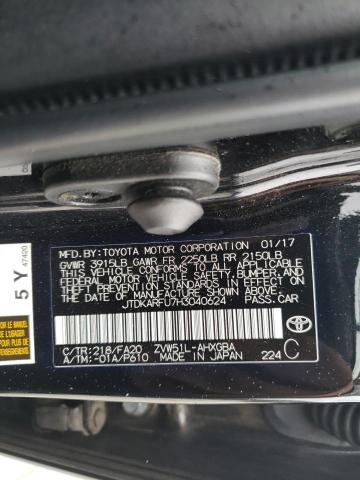 MFD. BY: TOYOTA MOTOR CORPORATION 01/17
GVWR 3915LB GAWR FR 2250LB RR 2150LB
THIS VEHICLE CONFORMS TO ALL APPLICABLE
FEDERAL MOTOR VEHICLE SAFETY, BUMPER, AND
THEFT PREVENTION STANDARDS IN EFFECT ON
THE DATE OF MANUFACTURE SHOWN ABOVE.
JTDKARFU7H3040624 PASS. CAR
C/TR:218/FA20 ZVW51L-AHXGBA
A/TM: -01A/P610 MADE IN JAPAN 224 C
TOYOTA
5 Y 47420